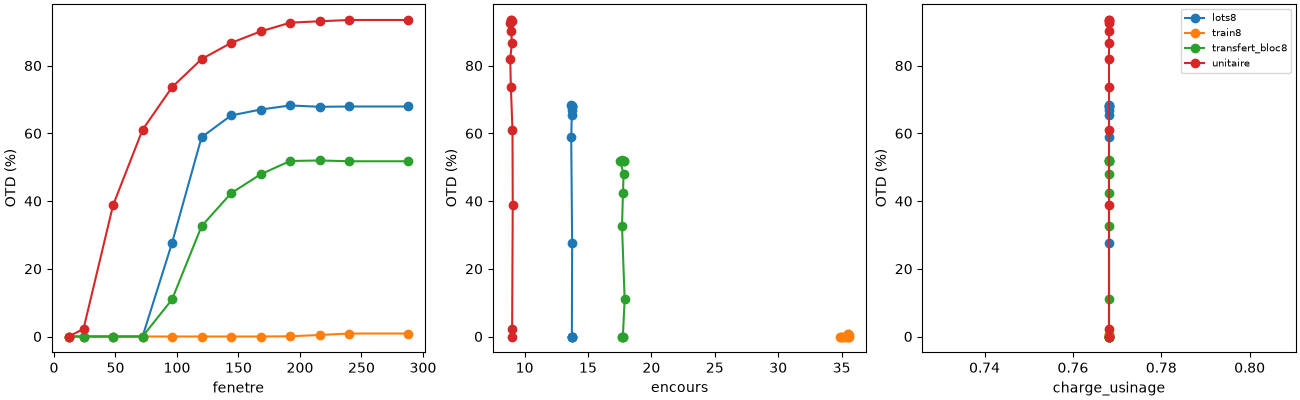 OTD (%)
80
60
40
20
0
0 50 100 150 200 250 300
fenetre
OTD (%)
80
60
40
20
0
10 15 20 25 30 35
encours
OTD (%)
80
60
40
20
0
0.74 0.76 0.78 0.80
charge_usinage
lots8
train8
transfert_bloc8
unitaire